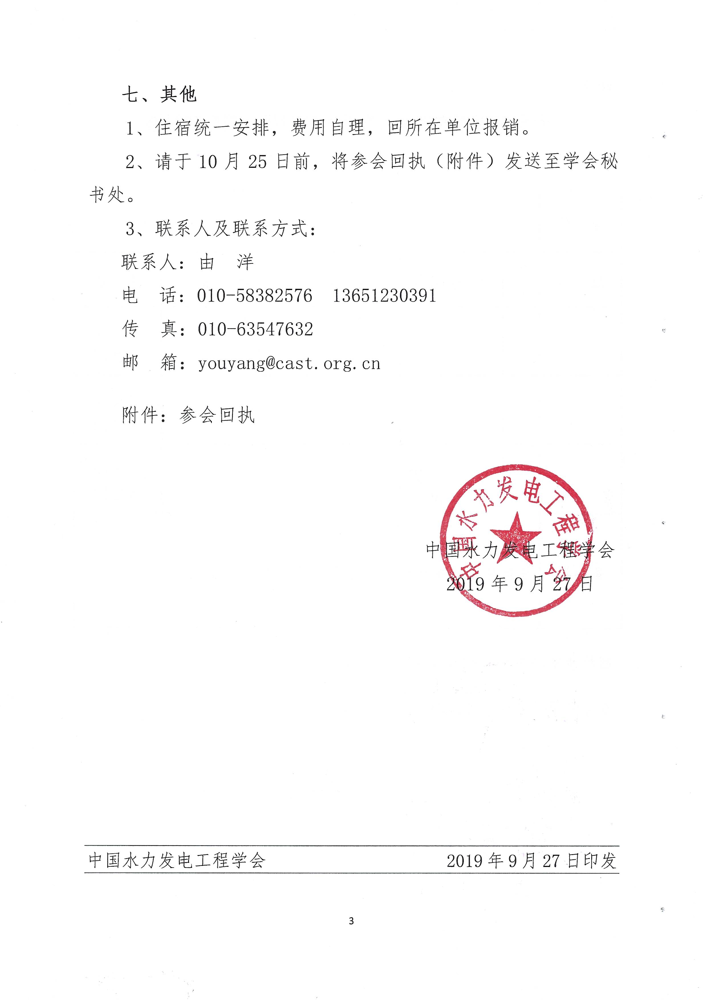 七、其他
1、住宿统一安排，费用自理，回所在单位报销。
2、请于 10 月 25 日前，将参会回执（附件）发送至学会秘
书处。
3、联系人及联系方式：
联系人：由　洋
电　话：010-58382576　13651230391
传　真：010-63547632
邮　箱：youyang@cast.org.cn
附件：参会回执
中国水力发电工程学会
中国水力发电工程学会
2019 年 9 月 27 日
中国水力发电工程学会　2019 年 9 月 27 日印发
3